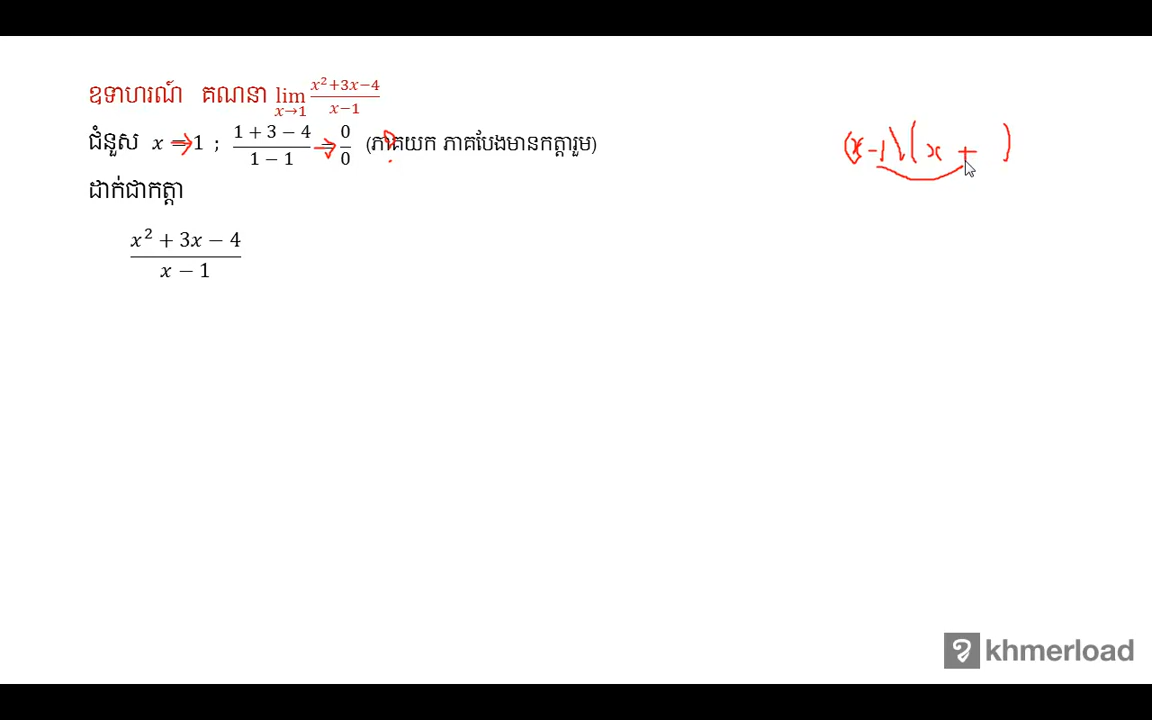 ឧទាហរណ៍ គណនា lim x→1 x²+3x−4 / x−1
ជំនួស x = 1 ; 1 + 3 − 4 / 1 − 1 = 0 / 0 (ភាគយក ភាគបែងមានកត្តារួម)
(x−1)(x + )
ដាក់ជាកត្តា
x² + 3x − 4 / x − 1
khmerload